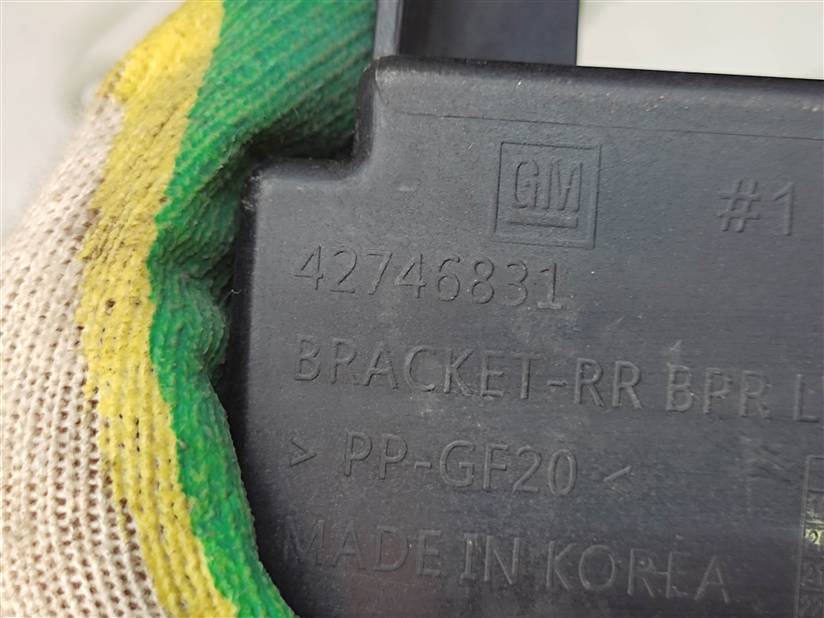 GM
#1
42746831
BRACKET-RR BPR
> PP-GF20 <
MADE IN KOREA